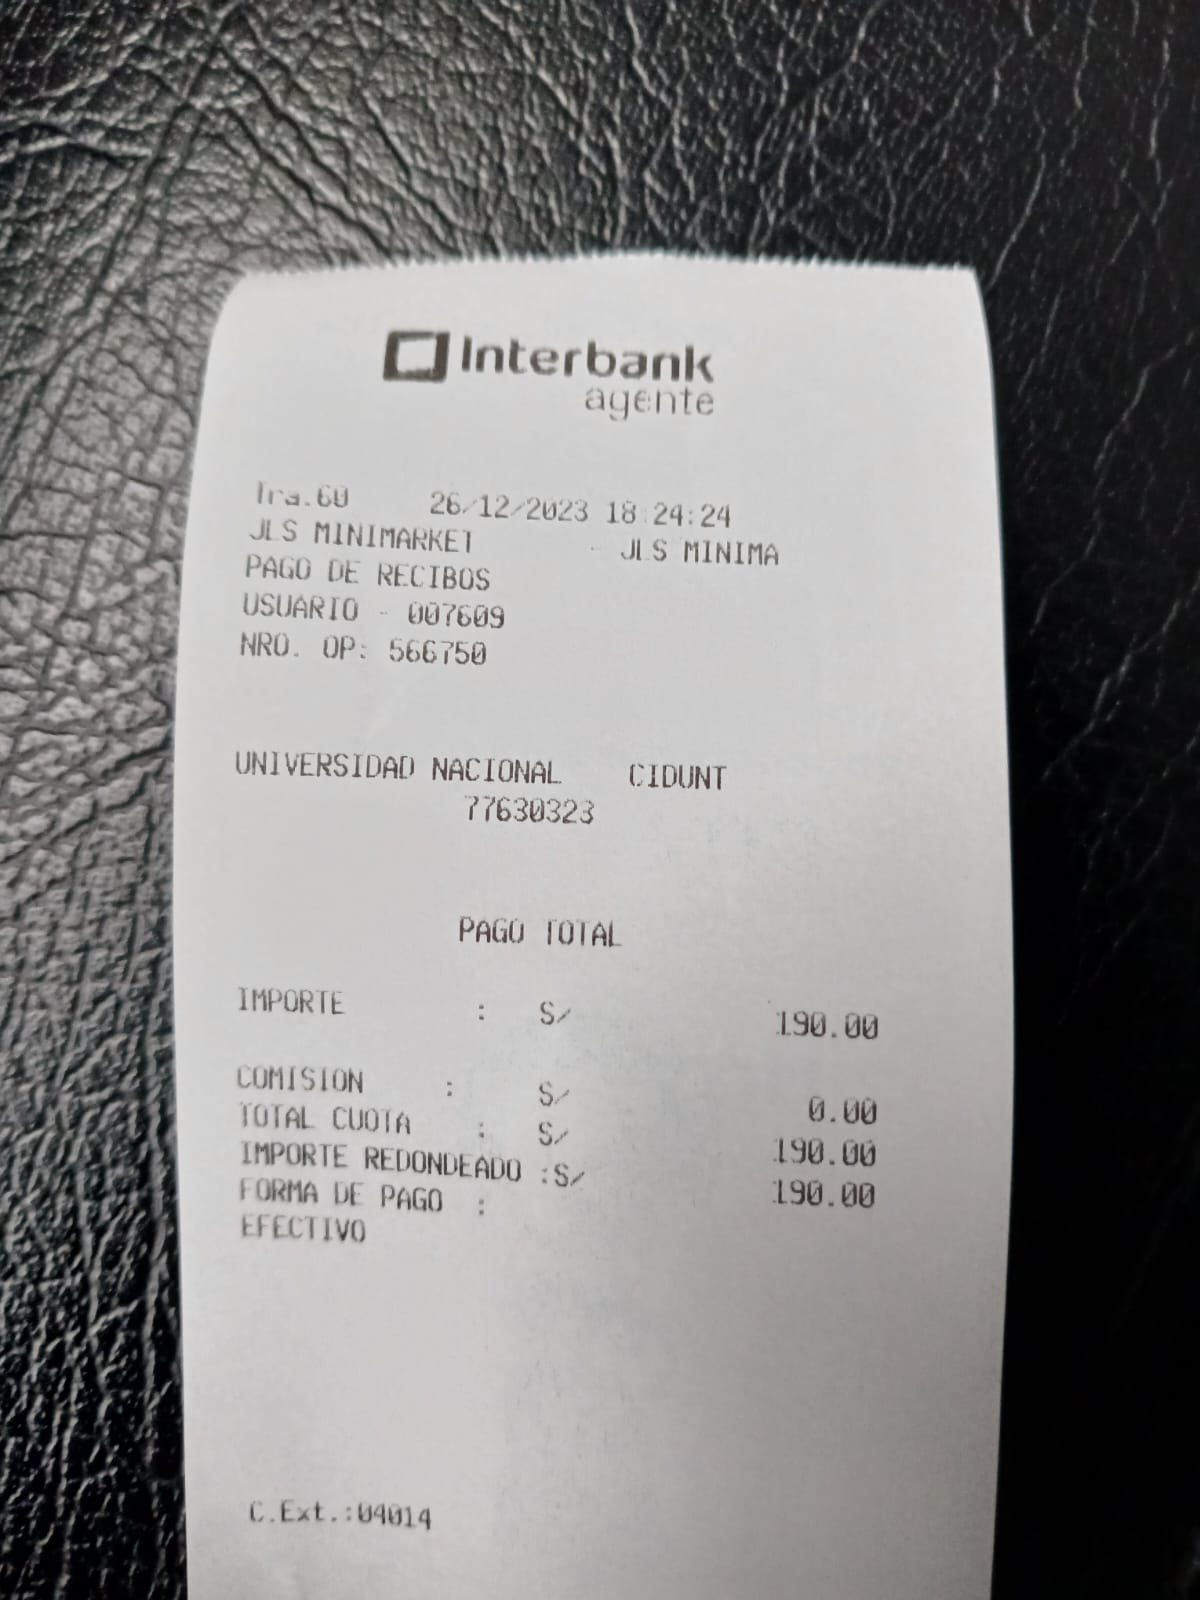 Interbank
agente
Tra.60 26/12/2023 18:24:24
JLS MINIMARKET - JLS MINIMA
PAGO DE RECIBOS
USUARIO - 007609
NRO. OP: 566750
UNIVERSIDAD NACIONAL CIDUNT
77630323
PAGO TOTAL
IMPORTE : S/ 190.00
COMISION : S/ 0.00
TOTAL CUOTA : S/ 190.00
IMPORTE REDONDEADO :S/ 190.00
FORMA DE PAGO :
EFECTIVO
C.Ext.:04014